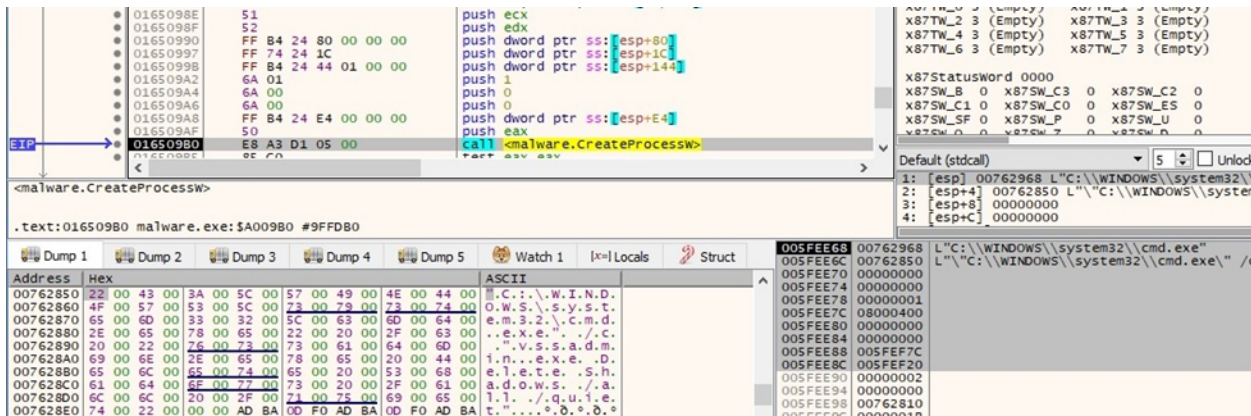 0165098E 51 push ecx
0165098F 52 push edx
01650990 FF B4 24 80 00 00 00 push dword ptr ss:[esp+80]
01650997 FF 74 24 1C push dword ptr ss:[esp+1C]
0165099B FF B4 24 44 01 00 00 push dword ptr ss:[esp+144]
016509A2 6A 01 push 1
016509A4 6A 00 push 0
016509A6 6A 00 push 0
016509A8 FF B4 24 E4 00 00 00 push dword ptr ss:[esp+E4]
016509AF 50 push eax
EIP 016509B0 E8 A3 D1 05 00 call <malware.CreateProcessW>
x87TW_2 3 (Empty) x87TW_3 3 (Empty)
x87TW_4 3 (Empty) x87TW_5 3 (Empty)
x87TW_6 3 (Empty) x87TW_7 3 (Empty)
x87StatusWord 0000
x87SW_B 0 x87SW_C3 0 x87SW_C2 0
x87SW_C1 0 x87SW_C0 0 x87SW_ES 0
x87SW_SF 0 x87SW_P 0 x87SW_U 0
Default (stdcall) 5 Unlock
1: [esp] 00762968 L"C:\\WINDOWS\\system32\\
2: [esp+4] 00762850 L"\"C:\\WINDOWS\\system
3: [esp+8] 00000000
4: [esp+C] 00000000
<malware.CreateProcessW>
.text:016509B0 malware.exe:$A009B0 #9FFDB0
Dump 1 Dump 2 Dump 3 Dump 4 Dump 5 Watch 1 [x=] Locals Struct
Address Hex ASCII
00762850 22 00 43 00 3A 00 5C 00 57 00 49 00 4E 00 44 00 ".C.:.\.W.I.N.D.
00762860 4F 00 57 00 53 00 5C 00 73 00 79 00 73 00 74 00 O.W.S.\.s.y.s.t.
00762870 65 00 6D 00 33 00 32 00 5C 00 63 00 6D 00 64 00 e.m.3.2.\.c.m.d.
00762880 2E 00 65 00 78 00 65 00 22 00 20 00 2F 00 63 00 ..e.x.e.". ./.c.
00762890 20 00 22 00 76 00 73 00 73 00 61 00 64 00 6D 00 .".v.s.s.a.d.m.
007628A0 69 00 6E 00 2E 00 65 00 78 00 65 00 20 00 44 00 i.n...e.x.e. .D.
007628B0 65 00 6C 00 65 00 74 00 65 00 20 00 53 00 68 00 e.l.e.t.e. .S.h.
007628C0 61 00 64 00 6F 00 77 00 73 00 20 00 2F 00 61 00 a.d.o.w.s. ./.a.
007628D0 6C 00 6C 00 20 00 2F 00 71 00 75 00 69 00 65 00 l.l. ./.q.u.i.e.
007628E0 74 00 22 00 00 00 AD BA 0D F0 AD BA 0D F0 AD BA t."....º.ð.º.ð.º
005FEE68 00762968 L"C:\\WINDOWS\\system32\\cmd.exe"
005FEE6C 00762850 L"\"C:\\WINDOWS\\system32\\cmd.exe\" /
005FEE70 00000000
005FEE74 00000000
005FEE78 00000001
005FEE7C 08000400
005FEE80 00000000
005FEE84 00000000
005FEE88 005FEF7C
005FEE8C 005FEF20
005FEE90 00000002
005FEE94 00000000
005FEE98 00762810